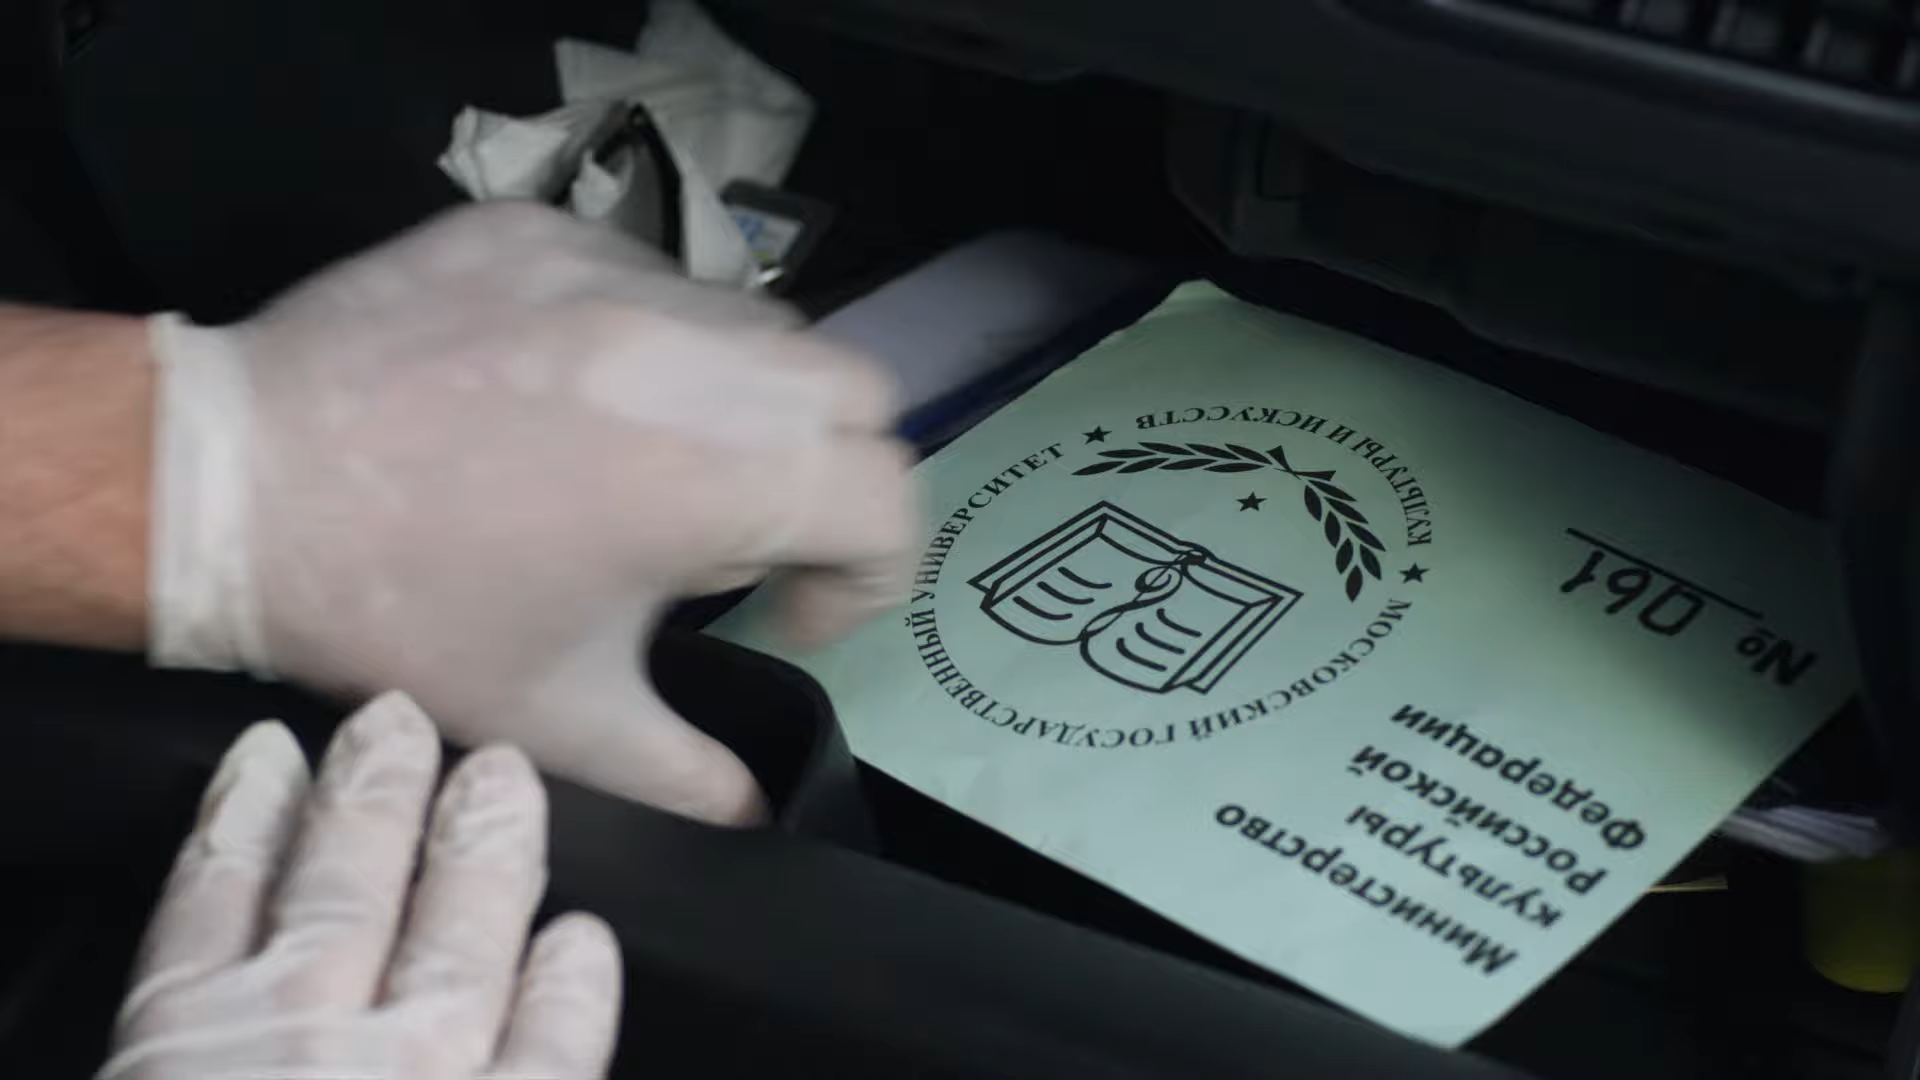 Министерство
культуры
Российской
Федерации
№ 061
МОСКОВСКИЙ ГОСУДАРСТВЕННЫЙ УНИВЕРСИТЕТ ★ КУЛЬТУРЫ И ИСКУССТВ ★